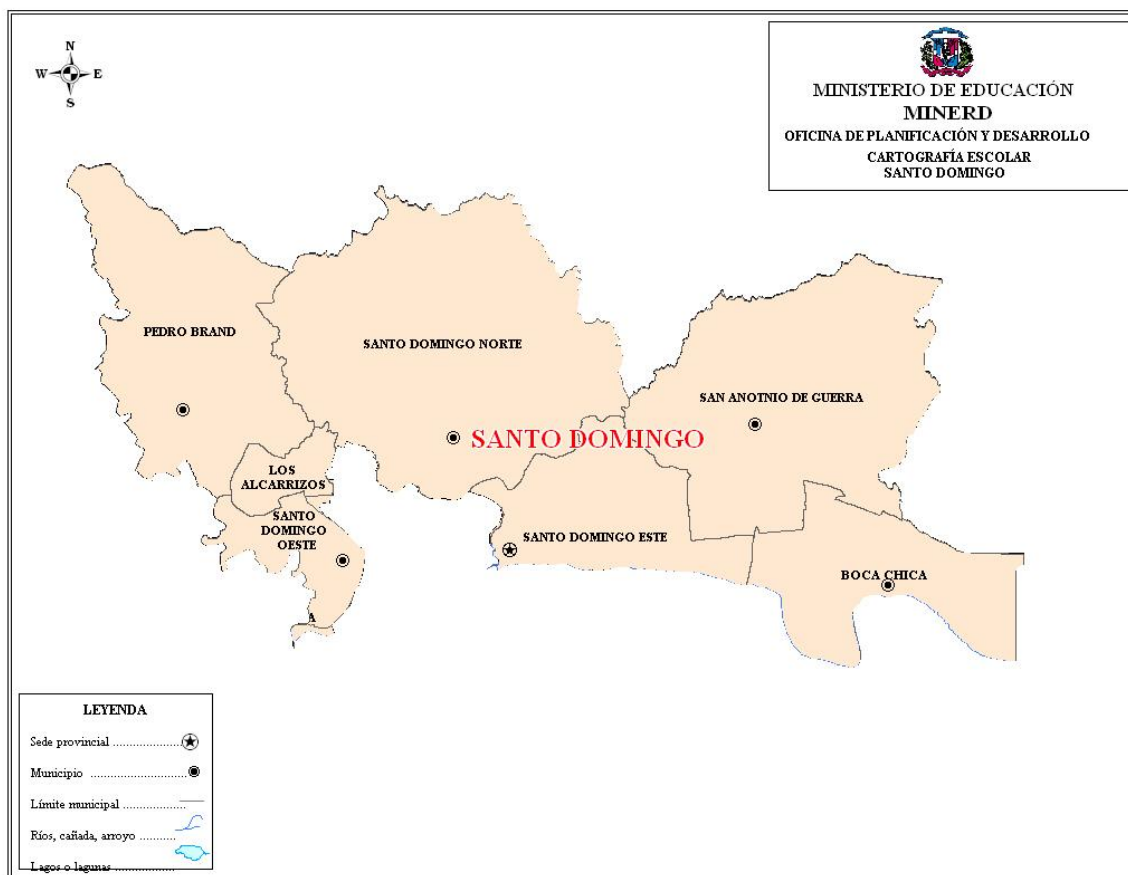 N
W E
S
MINISTERIO DE EDUCACIÓN
MINERD
OFICINA DE PLANIFICACIÓN Y DESARROLLO
CARTOGRAFÍA ESCOLAR
SANTO DOMINGO
PEDRO BRAND
SANTO DOMINGO NORTE
SAN ANOTNIO DE GUERRA
SANTO DOMINGO
LOS
ALCARRIZOS
SANTO
DOMINGO
OESTE
SANTO DOMINGO ESTE
BOCA CHICA
A
LEYENDA
Sede provincial ......................
Municipio ..............................
Límite municipal ....................
Ríos, cañada, arroyo ...........
Lagos o lagunas ...................